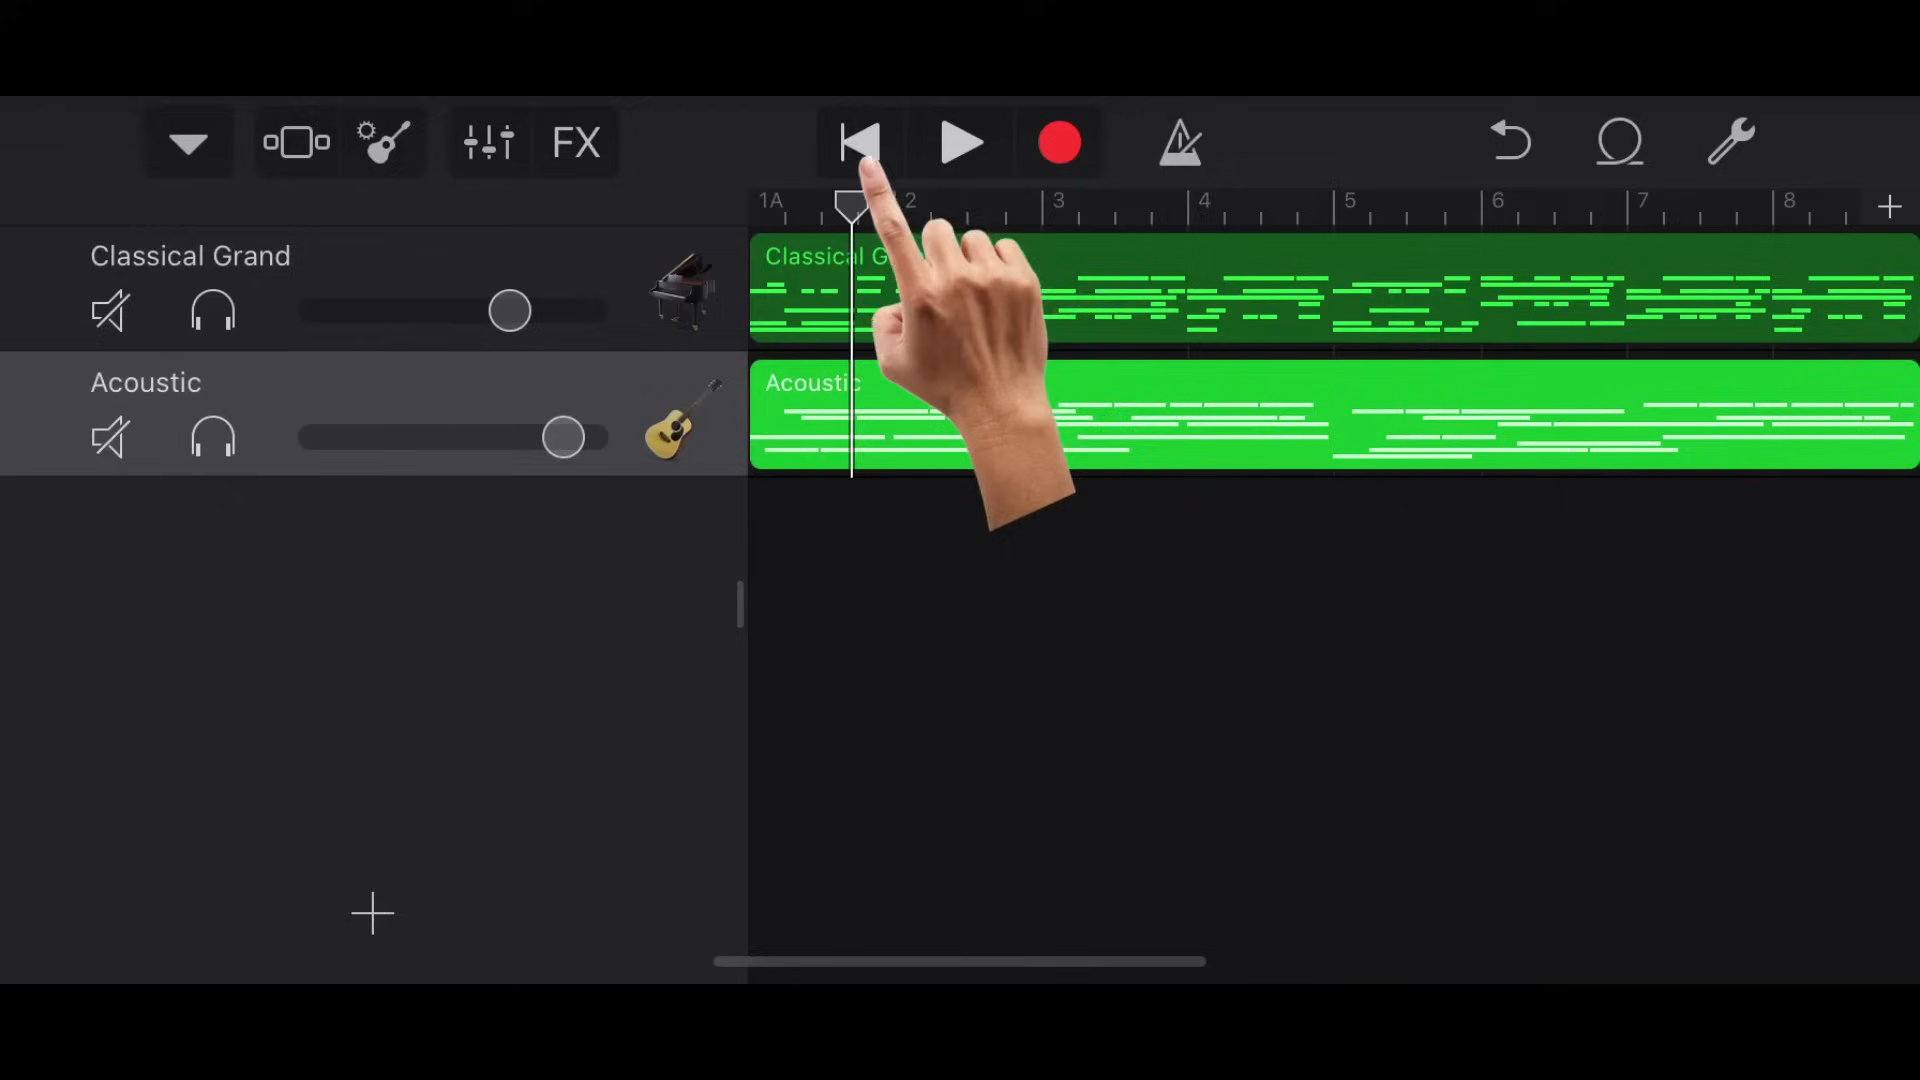 FX
1A 2 3 4 5 6 7 8
Classical Grand
Classical G
Acoustic
Acoustic